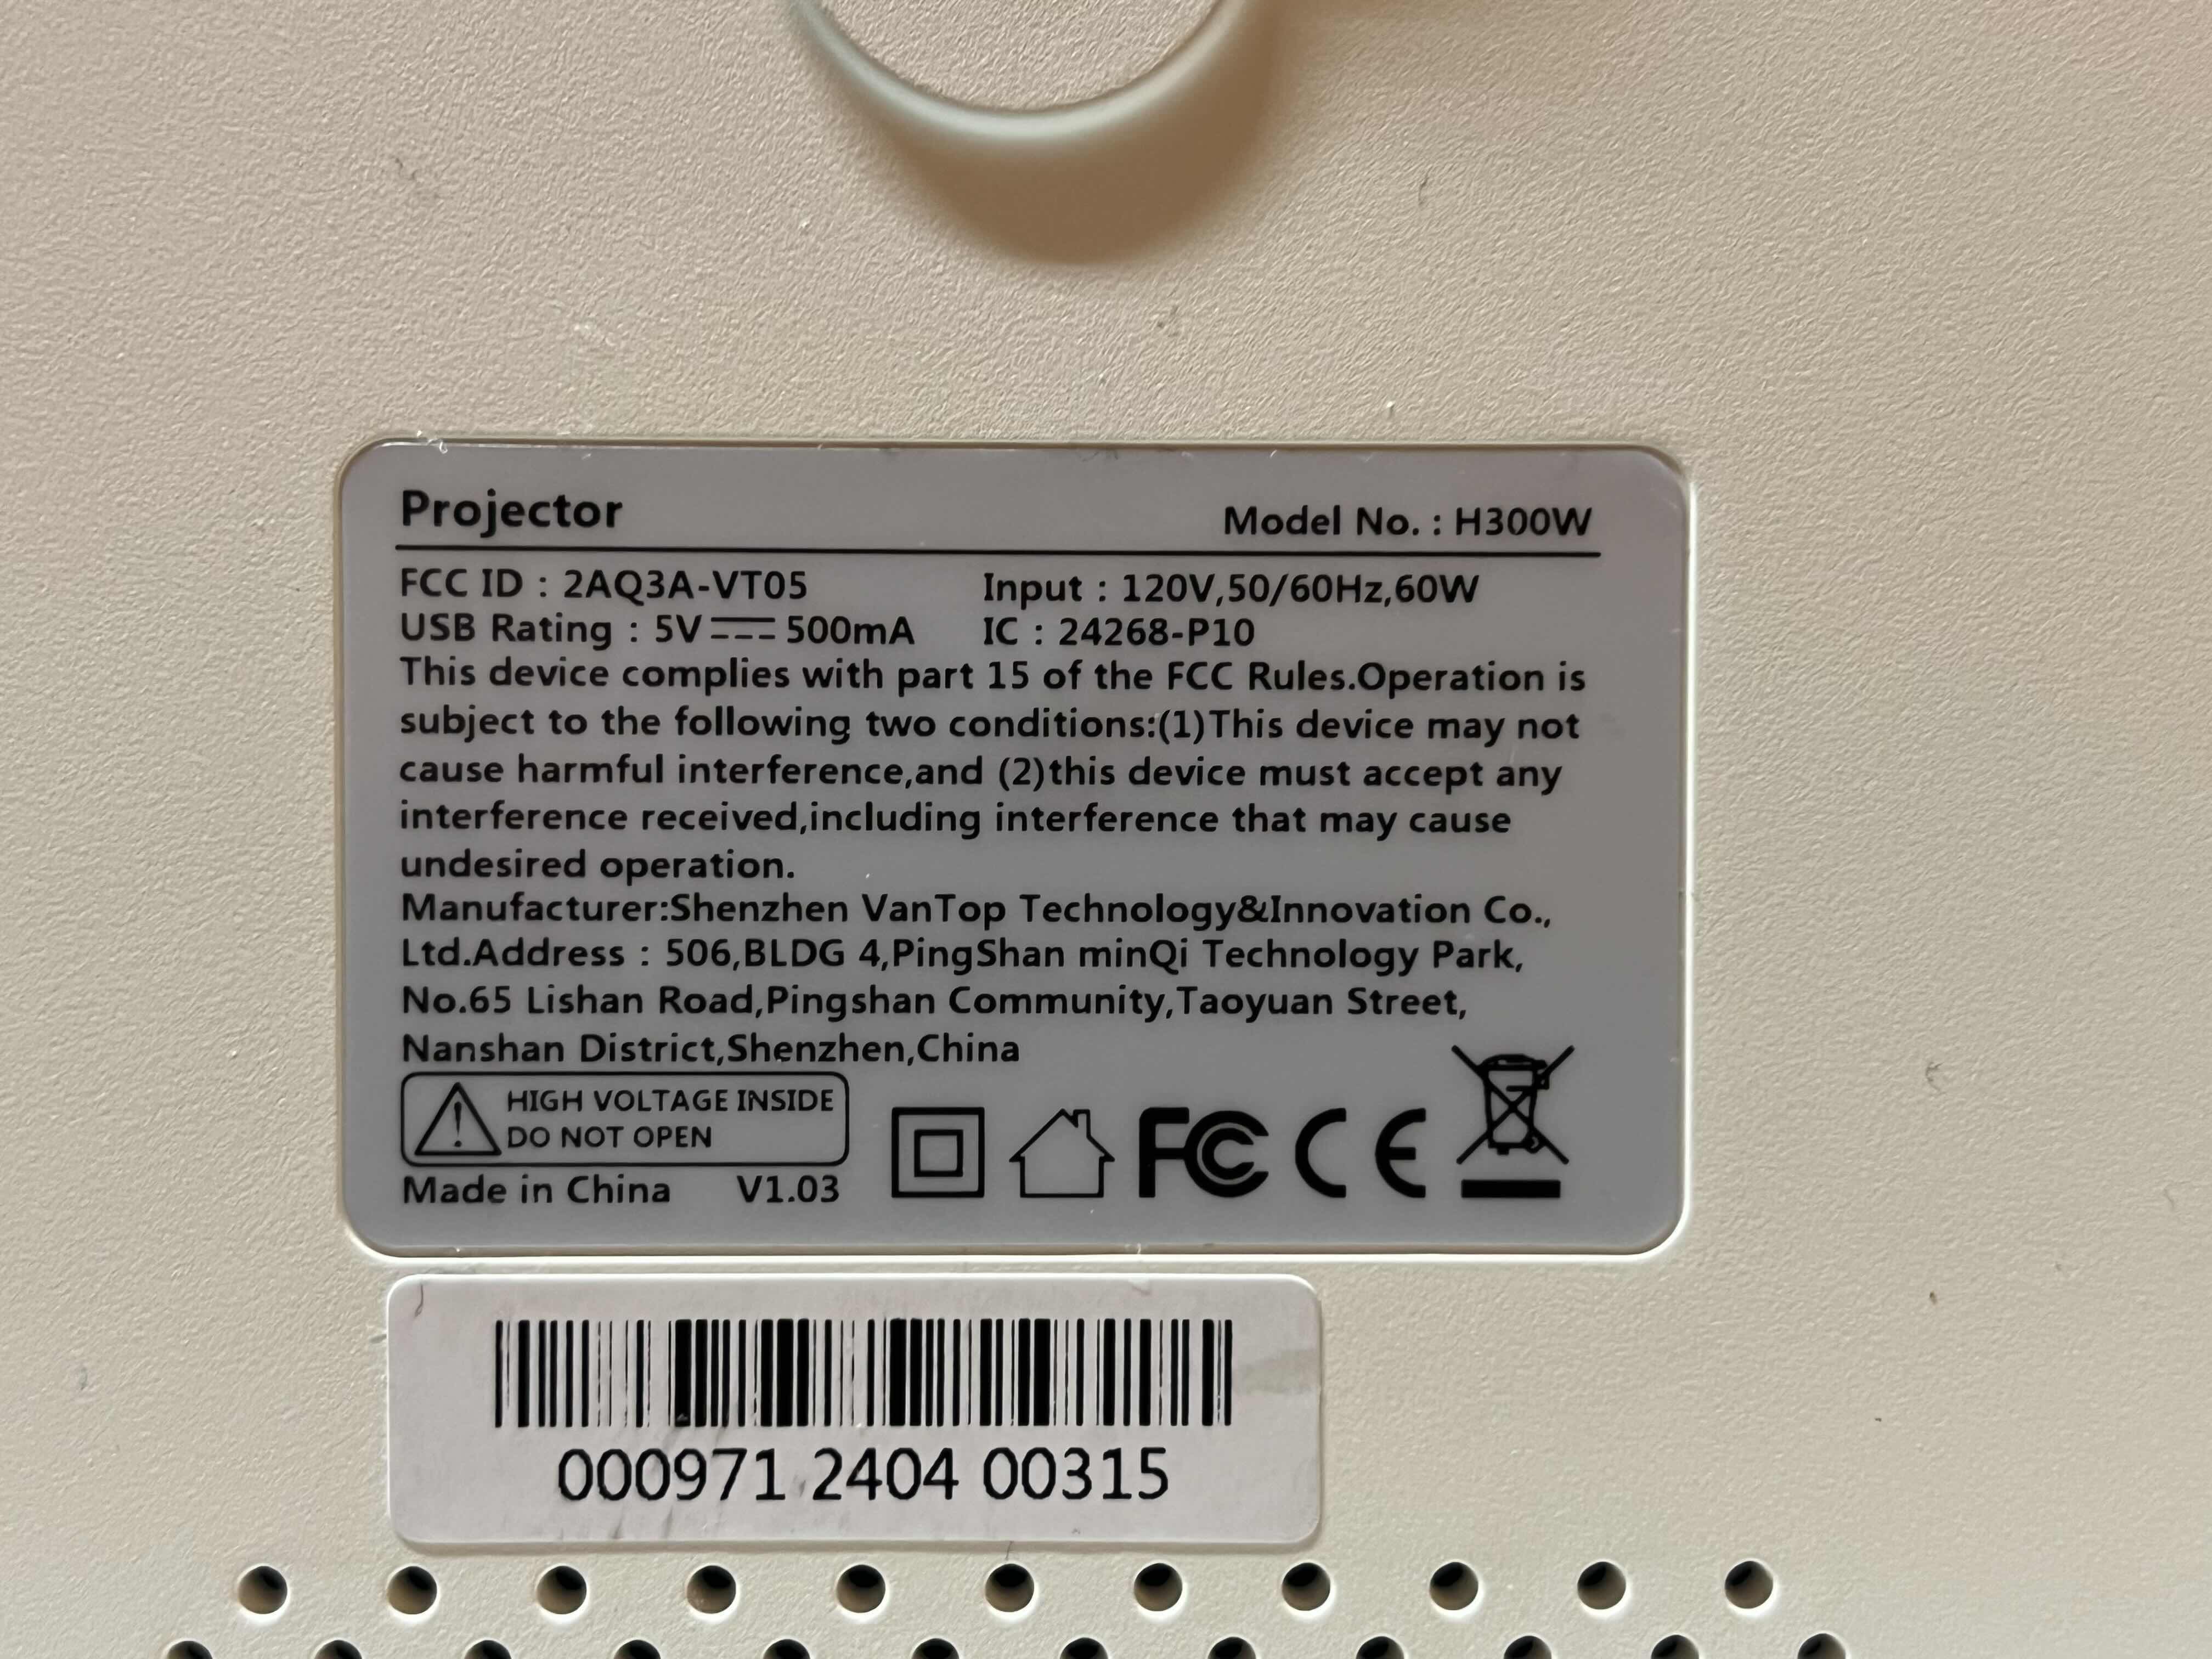 Projector Model No. : H300W
FCC ID : 2AQ3A-VT05 Input : 120V,50/60Hz,60W
USB Rating : 5V⎓500mA IC : 24268-P10
This device complies with part 15 of the FCC Rules.Operation is
subject to the following two conditions:(1)This device may not
cause harmful interference,and (2)this device must accept any
interference received,including interference that may cause
undesired operation.
Manufacturer:Shenzhen VanTop Technology&Innovation Co.,
Ltd.Address : 506,BLDG 4,PingShan minQi Technology Park,
No.65 Lishan Road,Pingshan Community,Taoyuan Street,
Nanshan District,Shenzhen,China
HIGH VOLTAGE INSIDE
DO NOT OPEN
FC CE
Made in China V1.03
000971 2404 00315